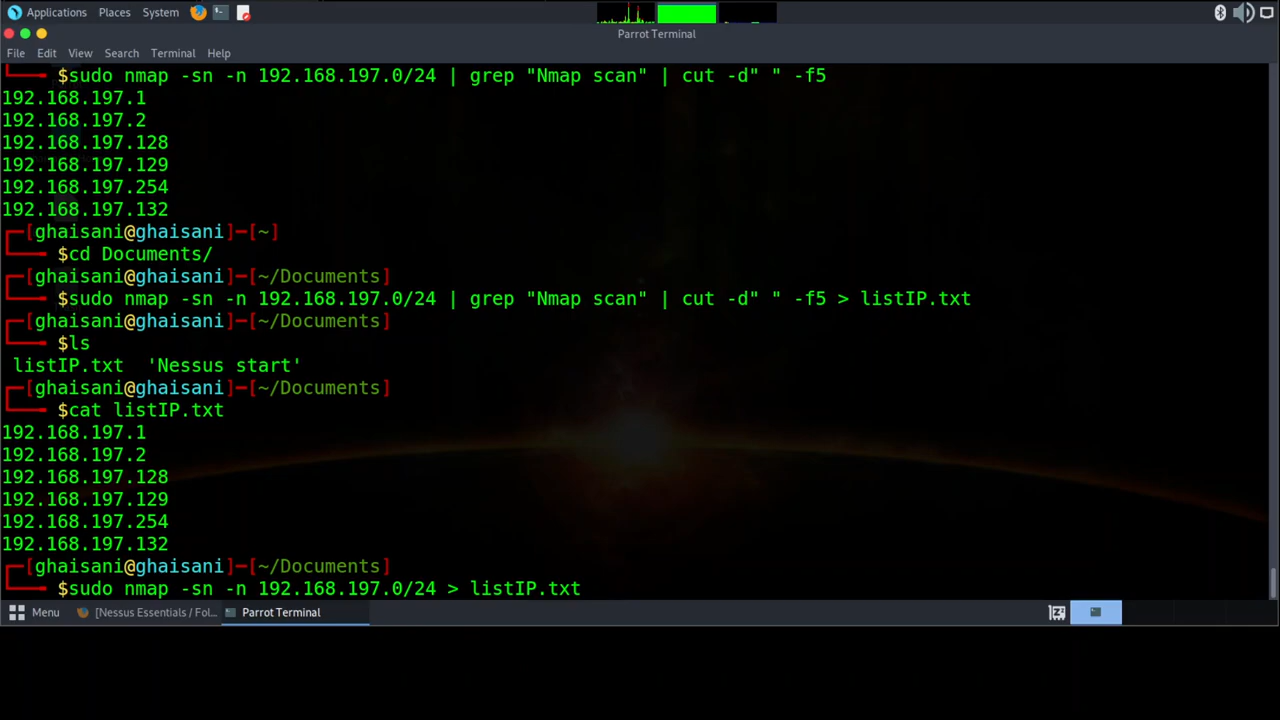 Applications Places System
Parrot Terminal
File Edit View Search Terminal Help
$sudo nmap -sn -n 192.168.197.0/24 | grep "Nmap scan" | cut -d" " -f5
192.168.197.1
192.168.197.2
192.168.197.128
192.168.197.129
192.168.197.254
192.168.197.132
[ghaisani@ghaisani]─[~]
$cd Documents/
[ghaisani@ghaisani]─[~/Documents]
$sudo nmap -sn -n 192.168.197.0/24 | grep "Nmap scan" | cut -d" " -f5 > listIP.txt
[ghaisani@ghaisani]─[~/Documents]
$ls
listIP.txt 'Nessus start'
[ghaisani@ghaisani]─[~/Documents]
$cat listIP.txt
192.168.197.1
192.168.197.2
192.168.197.128
192.168.197.129
192.168.197.254
192.168.197.132
[ghaisani@ghaisani]─[~/Documents]
$sudo nmap -sn -n 192.168.197.0/24 > listIP.txt
Menu [Nessus Essentials / Fol... Parrot Terminal